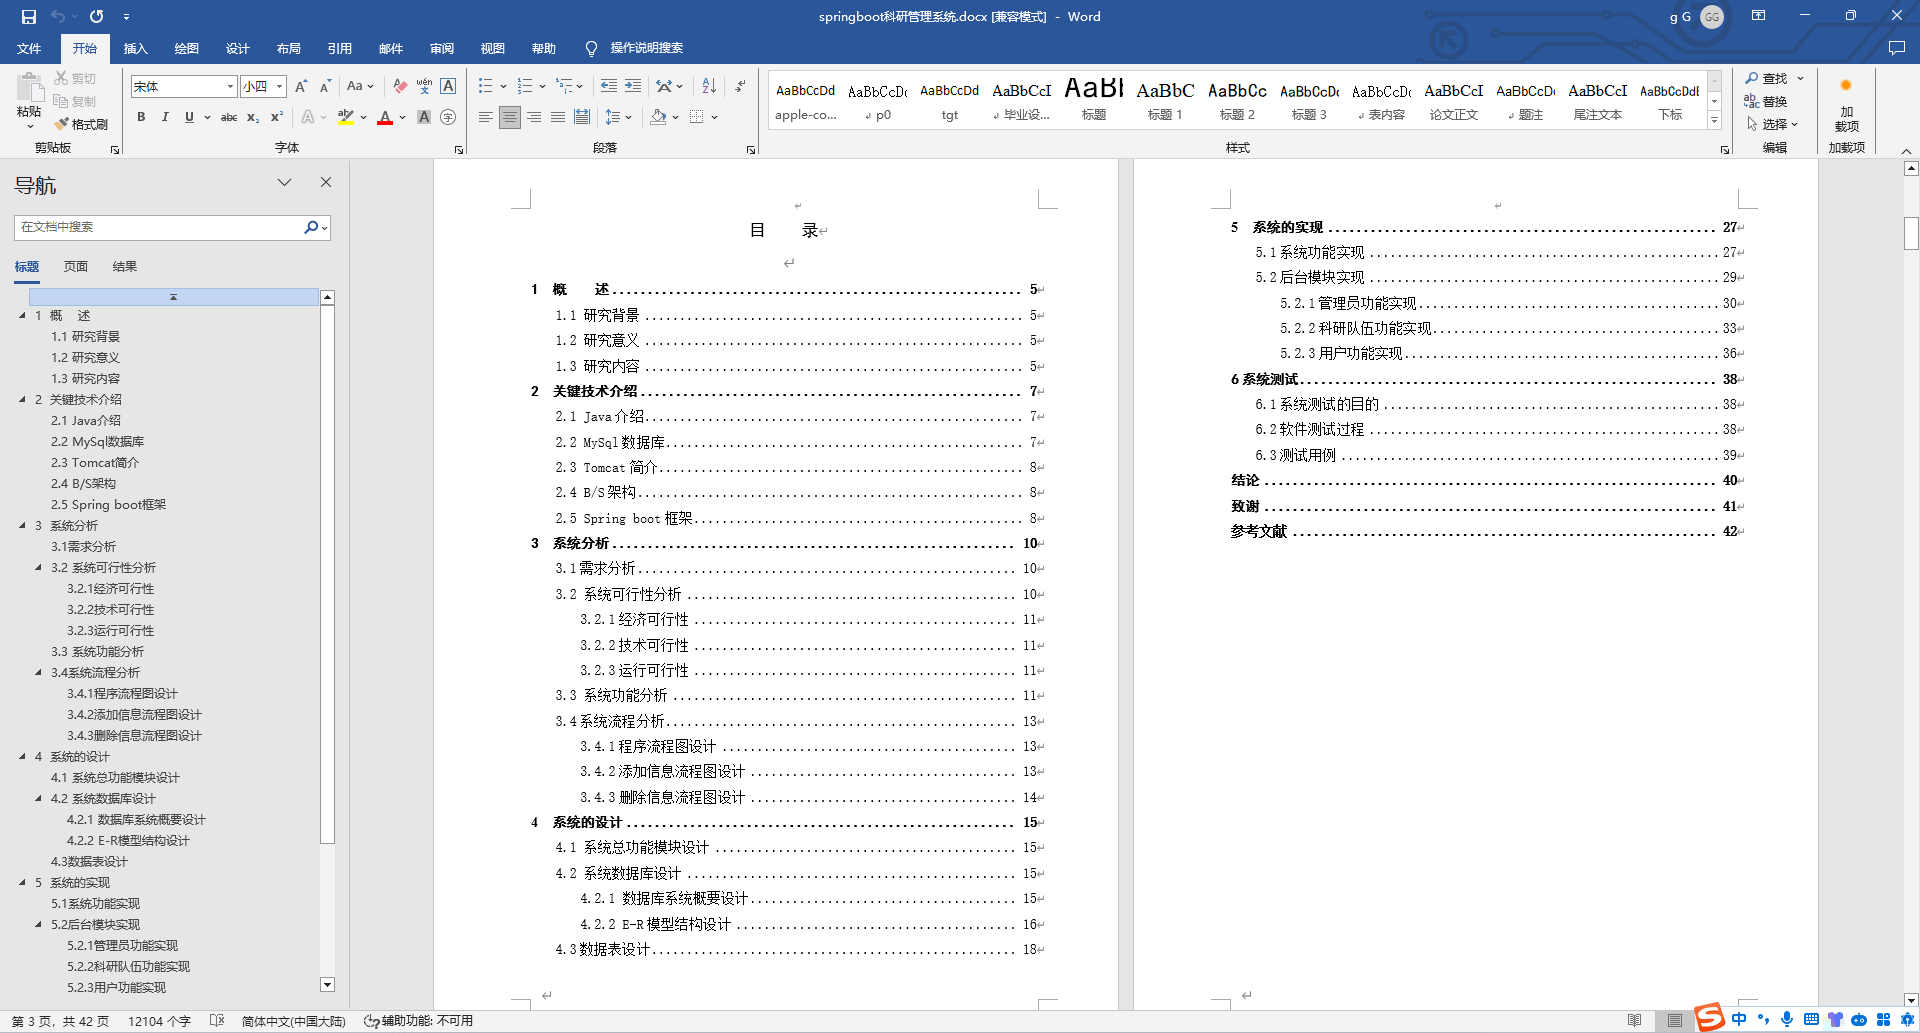 springboot科研管理系统.docx [兼容模式] - Word
g G GG
文件 开始 插入 绘图 设计 布局 引用 邮件 审阅 视图 帮助 操作说明搜索
粘贴 剪切 复制 格式刷
宋体 小四
AaBbCcDd apple-co...
AaBbCcDc p0
AaBbCcDd tgt
AaBbCcI 毕业设...
AaBb 标题
AaBbC 标题 1
AaBbCc 标题 2
AaBbCcDc 标题 3
AaBbCcDc 表内容
AaBbCcI 论文正文
AaBbCcDc 题注
AaBbCcI 尾注文本
AaBbCcDdE 下标
查找 替换 选择
加载项
剪贴板 字体 段落 样式 编辑 加载项
导航
在文档中搜索
标题 页面 结果
1 概 述
1.1 研究背景
1.2 研究意义
1.3 研究内容
2 关键技术介绍
2.1 Java介绍
2.2 MySql数据库
2.3 Tomcat简介
2.4 B/S架构
2.5 Spring boot框架
3 系统分析
3.1需求分析
3.2 系统可行性分析
3.2.1经济可行性
3.2.2技术可行性
3.2.3运行可行性
3.3 系统功能分析
3.4系统流程分析
3.4.1程序流程图设计
3.4.2添加信息流程图设计
3.4.3删除信息流程图设计
4 系统的设计
4.1 系统总功能模块设计
4.2 系统数据库设计
4.2.1 数据库系统概要设计
4.2.2 E-R模型结构设计
4.3数据表设计
5 系统的实现
5.1系统功能实现
5.2后台模块实现
5.2.1管理员功能实现
5.2.2科研队伍功能实现
5.2.3用户功能实现
目 录
1 概 述 5
1.1 研究背景 5
1.2 研究意义 5
1.3 研究内容 5
2 关键技术介绍 7
2.1 Java介绍 7
2.2 MySql数据库 7
2.3 Tomcat简介 8
2.4 B/S架构 8
2.5 Spring boot框架 8
3 系统分析 10
3.1需求分析 10
3.2 系统可行性分析 10
3.2.1经济可行性 11
3.2.2技术可行性 11
3.2.3运行可行性 11
3.3 系统功能分析 11
3.4系统流程分析 13
3.4.1程序流程图设计 13
3.4.2添加信息流程图设计 13
3.4.3删除信息流程图设计 14
4 系统的设计 15
4.1 系统总功能模块设计 15
4.2 系统数据库设计 15
4.2.1 数据库系统概要设计 15
4.2.2 E-R模型结构设计 16
4.3数据表设计 18
5 系统的实现 27
5.1系统功能实现 27
5.2后台模块实现 29
5.2.1管理员功能实现 30
5.2.2科研队伍功能实现 33
5.2.3用户功能实现 36
6系统测试 38
6.1系统测试的目的 38
6.2软件测试过程 38
6.3测试用例 39
结论 40
致谢 41
参考文献 42
第 3 页，共 42 页 12104 个字 简体中文(中国大陆) 辅助功能: 不可用
中